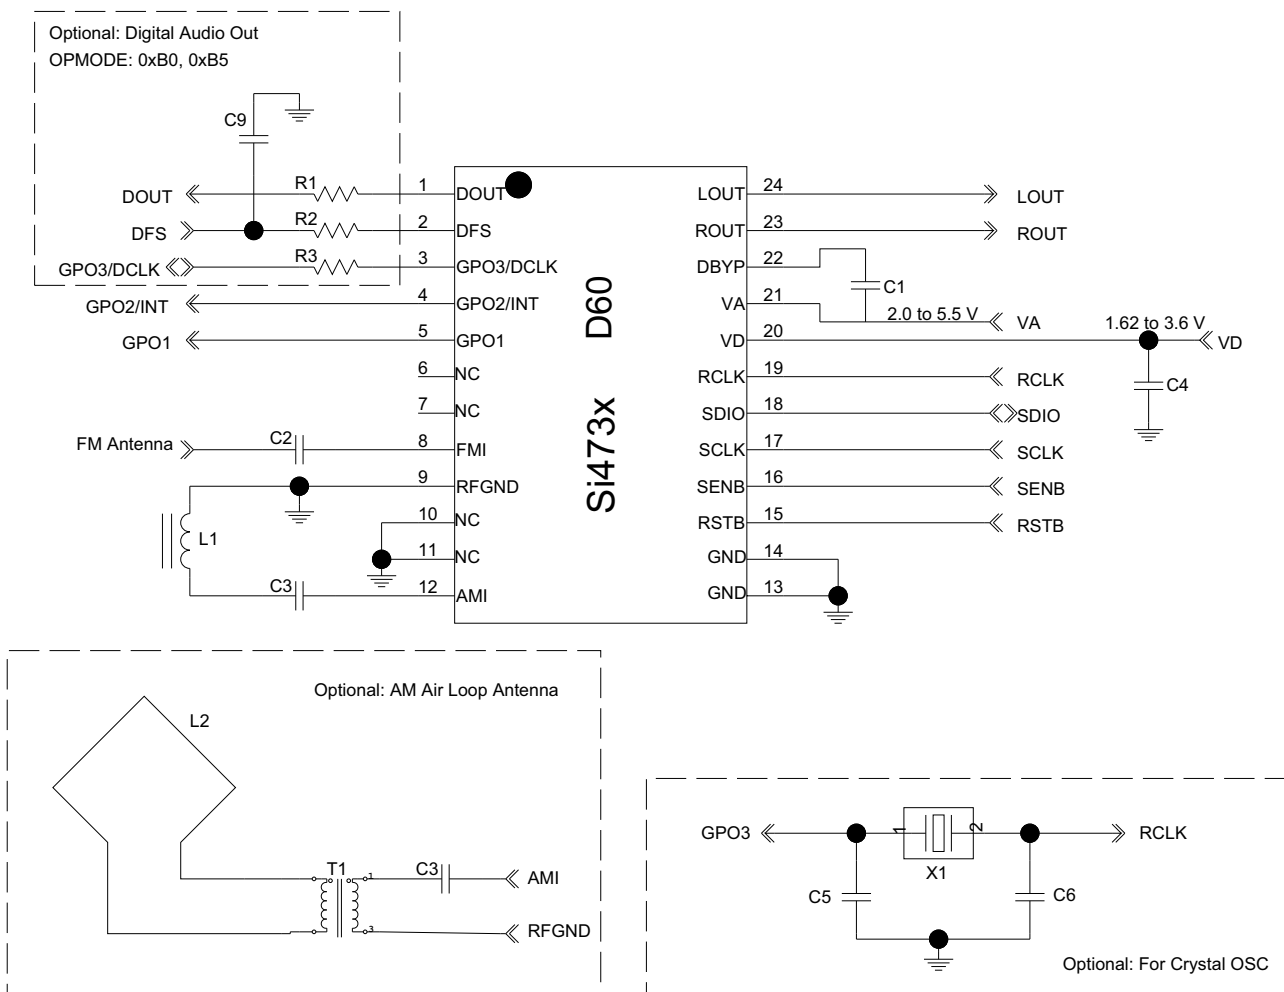 Optional: Digital Audio Out
OPMODE: 0xB0, 0xB5
C9
DOUT
R1
1
DOUT
DFS
R2
2
DFS
GPO3/DCLK
R3
3
GPO3/DCLK
GPO2/INT
4
GPO2/INT
GPO1
5
GPO1
6
NC
7
NC
FM Antenna
C2
8
FMI
9
RFGND
L1
10
NC
11
NC
C3
12
AMI
Si473x D60
LOUT
24
LOUT
ROUT
23
ROUT
DBYP
22
C1
VA
21
2.0 to 5.5 V
VA
VD
20
1.62 to 3.6 V
VD
C4
RCLK
19
RCLK
SDIO
18
SDIO
SCLK
17
SCLK
SENB
16
SENB
RSTB
15
RSTB
GND
14
GND
13
Optional: AM Air Loop Antenna
L2
T1
1
3
C3
AMI
RFGND
GPO3
1
2
X1
RCLK
C5
C6
Optional: For Crystal OSC